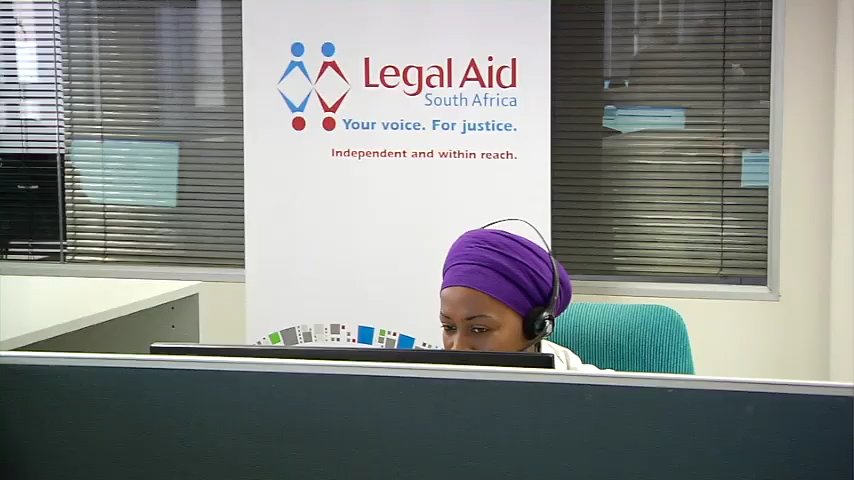 Legal Aid
South Africa
Your voice. For justice.
Independent and within reach.